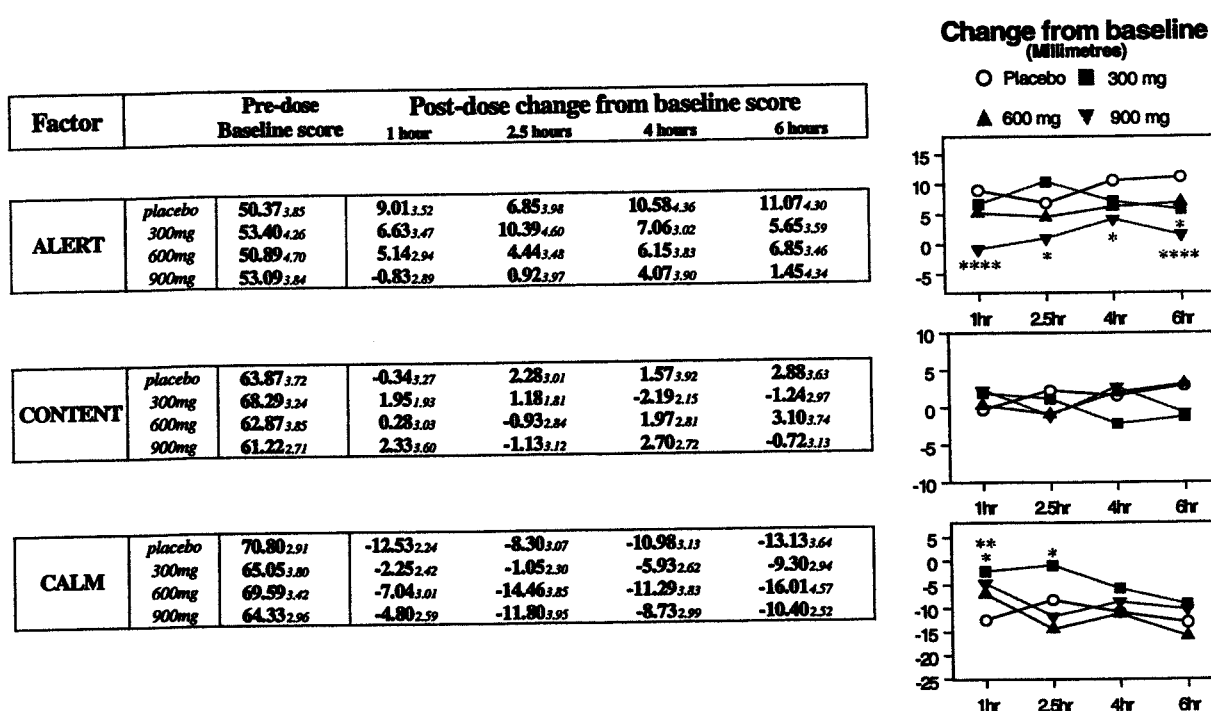 Factor
Pre-dose
Baseline score
Post-dose change from baseline score
1 hour 2.5 hours 4 hours 6 hours
ALERT
placebo 50.37 3.85 9.01 3.52 6.85 3.98 10.58 4.36 11.07 4.30
300mg 53.40 4.26 6.63 3.47 10.39 4.60 7.06 3.02 5.65 3.59
600mg 50.89 4.70 5.14 2.94 4.44 3.48 6.15 3.83 6.85 3.46
900mg 53.09 3.84 -0.83 2.89 0.92 3.97 4.07 3.90 1.45 4.34
CONTENT
placebo 63.87 3.72 -0.34 3.27 2.28 3.01 1.57 3.92 2.88 3.63
300mg 68.29 3.24 1.95 1.93 1.18 1.81 -2.19 2.15 -1.24 2.97
600mg 62.87 3.85 0.28 3.03 -0.93 2.84 1.97 2.81 3.10 3.74
900mg 61.22 2.71 2.33 3.60 -1.13 3.12 2.70 2.72 -0.72 3.13
CALM
placebo 70.80 2.91 -12.53 2.24 -8.30 3.07 -10.98 3.13 -13.13 3.64
300mg 65.05 3.80 -2.25 2.42 -1.05 2.30 -5.93 2.62 -9.30 2.94
600mg 69.59 3.42 -7.04 3.01 -14.46 3.85 -11.29 3.83 -16.01 4.57
900mg 64.33 2.96 -4.80 2.59 -11.80 3.95 -8.73 2.99 -10.40 2.52
Change from baseline
(Millimetres)
Placebo 300 mg
600 mg 900 mg
15
10
5
0
-5
**** * * * ****
1hr 2.5hr 4hr 6hr
10
5
0
-5
-10
1hr 2.5hr 4hr 6hr
5
0
-5
-10
-15
-20
-25
**
* *
1hr 2.5hr 4hr 6hr